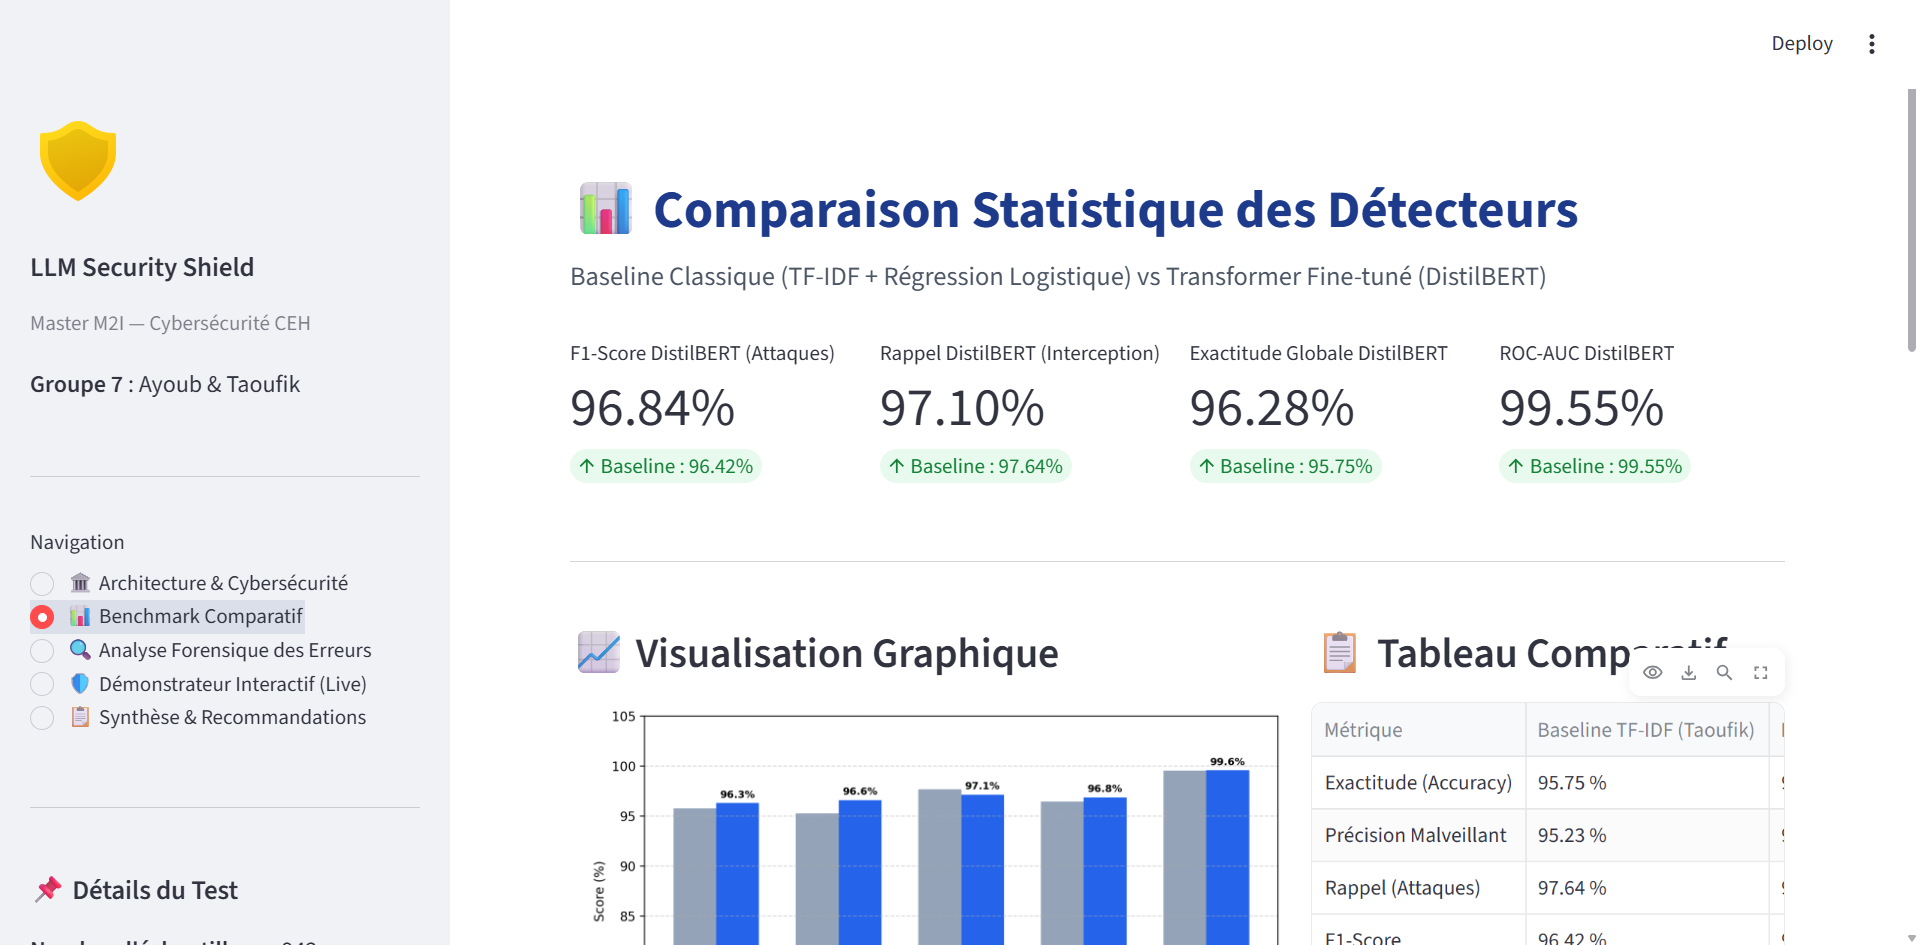 Deploy
LLM Security Shield
Master M2I — Cybersécurité CEH
Groupe 7 : Ayoub & Taoufik
Navigation
Architecture & Cybersécurité
Benchmark Comparatif
Analyse Forensique des Erreurs
Démonstrateur Interactif (Live)
Synthèse & Recommandations
Détails du Test
Comparaison Statistique des Détecteurs
Baseline Classique (TF-IDF + Régression Logistique) vs Transformer Fine-tuné (DistilBERT)
F1-Score DistilBERT (Attaques)
96.84%
↑ Baseline : 96.42%
Rappel DistilBERT (Interception)
97.10%
↑ Baseline : 97.64%
Exactitude Globale DistilBERT
96.28%
↑ Baseline : 95.75%
ROC-AUC DistilBERT
99.55%
↑ Baseline : 99.55%
Visualisation Graphique
105
100
95
90
85
Score (%)
96.3%
96.6%
97.1%
96.8%
99.6%
Tableau Comparatif
Métrique Baseline TF-IDF (Taoufik)
Exactitude (Accuracy) 95.75 %
Précision Malveillant 95.23 %
Rappel (Attaques) 97.64 %
F1-Score 96.42 %